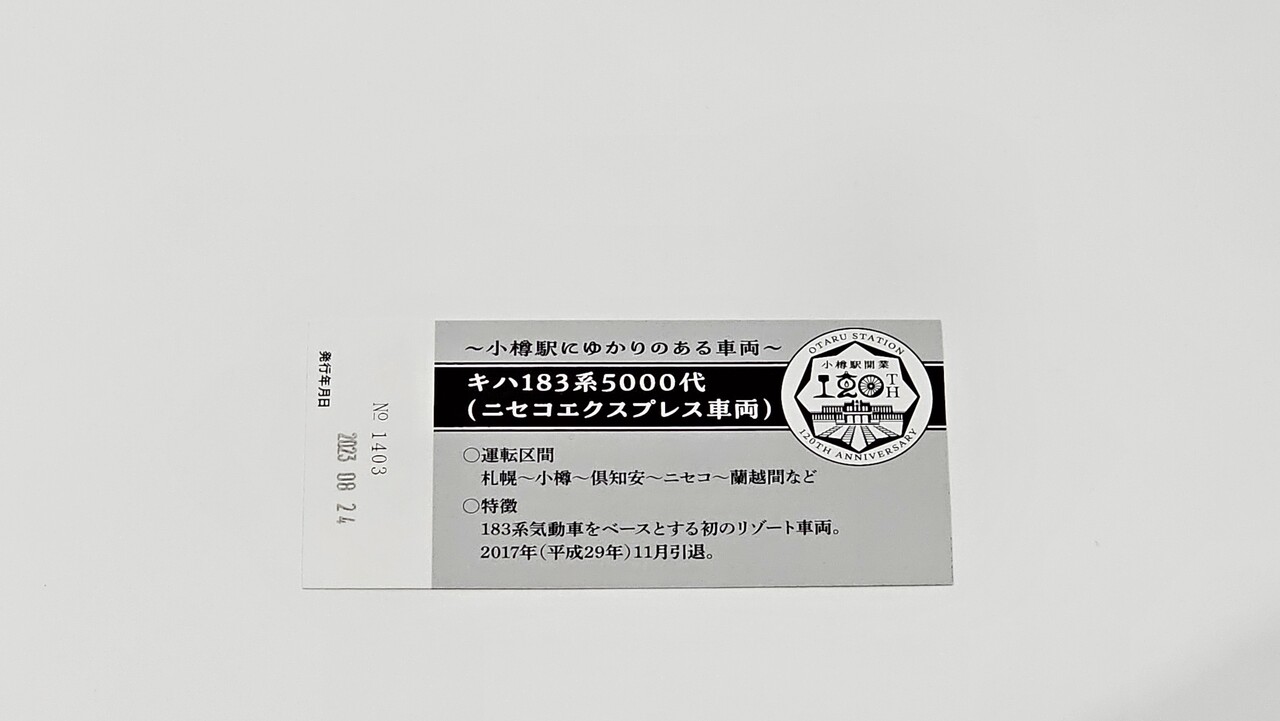 発行年月日
2023 08 24
No 1403
～小樽駅にゆかりのある車両～
キハ183系5000代
(ニセコエクスプレス車両)
OTARU STATION
小樽駅開業
120TH
120TH ANNIVERSARY
○運転区間
札幌～小樽～倶知安～ニセコ～蘭越間など
○特徴
183系気動車をベースとする初のリゾート車両。
2017年(平成29年)11月引退。